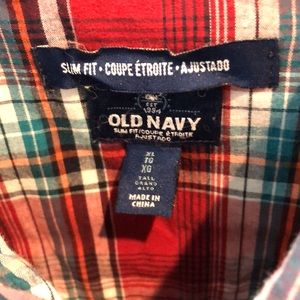 SLIM FIT • COUPE ÉTROITE • AJUSTADO
ON
EST
1994
OLD NAVY
SLIM FIT/COUPE ÉTROITE
AJUSTADO
XL
TG
XG
TALL
GRAND
ALTO
MADE IN
CHINA